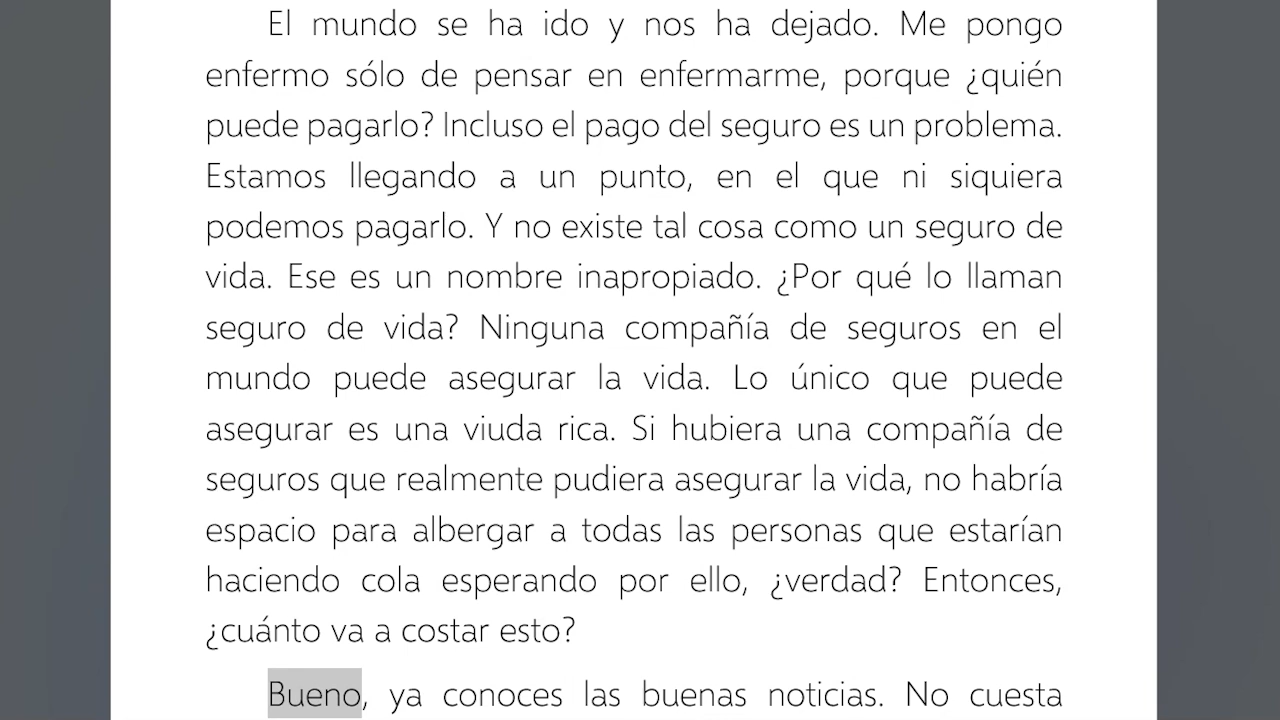 El mundo se ha ido y nos ha dejado. Me pongo
enfermo sólo de pensar en enfermarme, porque ¿quién
puede pagarlo? Incluso el pago del seguro es un problema.
Estamos llegando a un punto, en el que ni siquiera
podemos pagarlo. Y no existe tal cosa como un seguro de
vida. Ese es un nombre inapropiado. ¿Por qué lo llaman
seguro de vida? Ninguna compañía de seguros en el
mundo puede asegurar la vida. Lo único que puede
asegurar es una viuda rica. Si hubiera una compañía de
seguros que realmente pudiera asegurar la vida, no habría
espacio para albergar a todas las personas que estarían
haciendo cola esperando por ello, ¿verdad? Entonces,
¿cuánto va a costar esto?
Bueno, ya conoces las buenas noticias. No cuesta